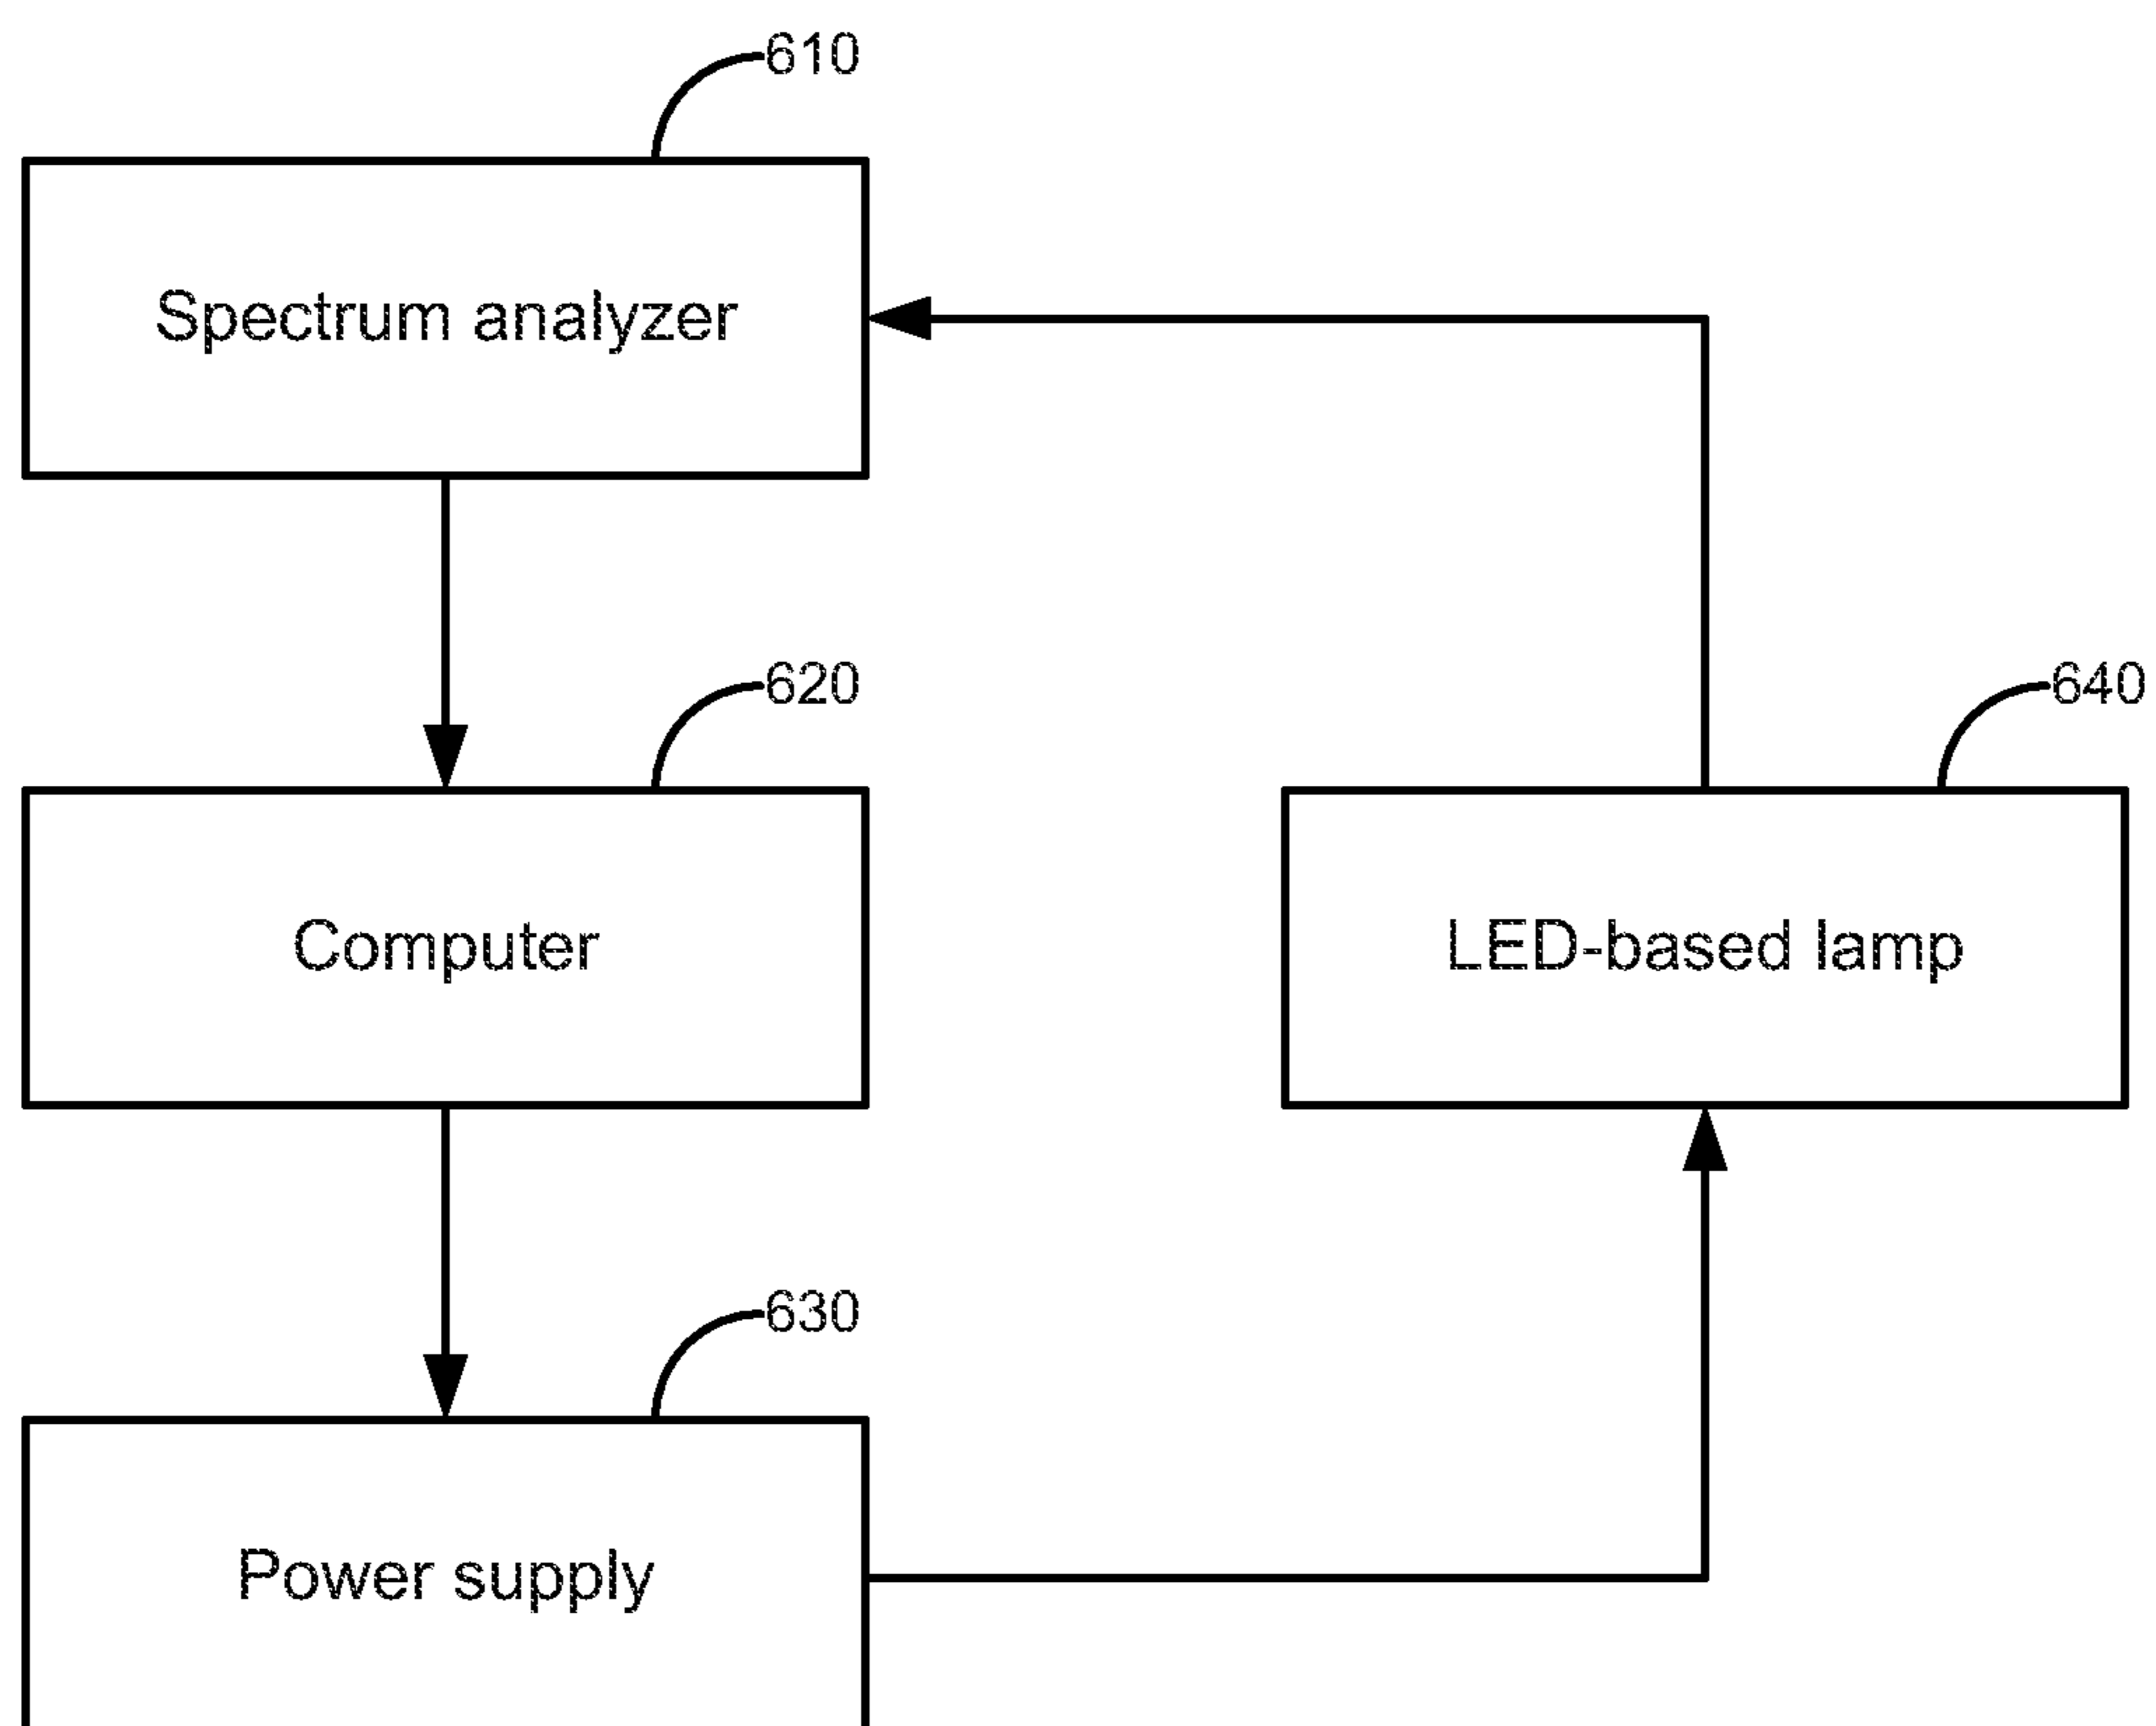 610
Spectrum analyzer
620
640
Computer
LED-based lamp
630
Power supply